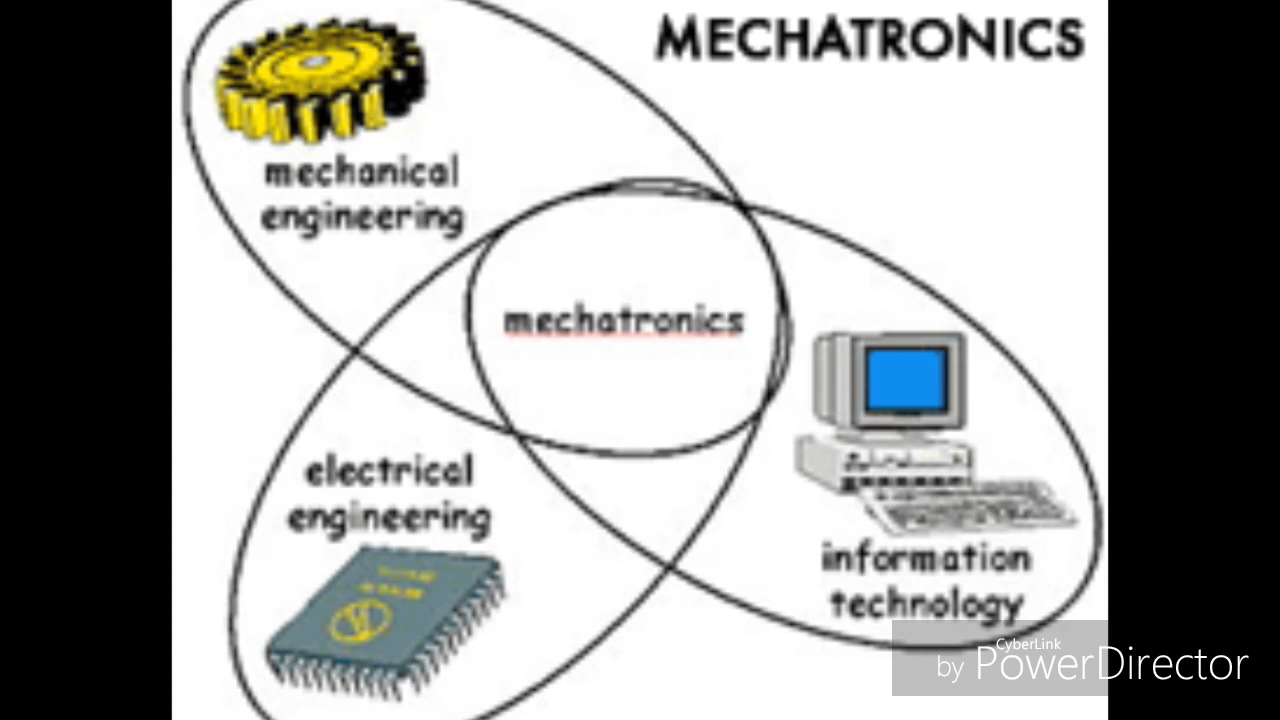 MECHATRONICS
mechanical
engineering
mechatronics
electrical
engineering
information
technology
CyberLink
by PowerDirector